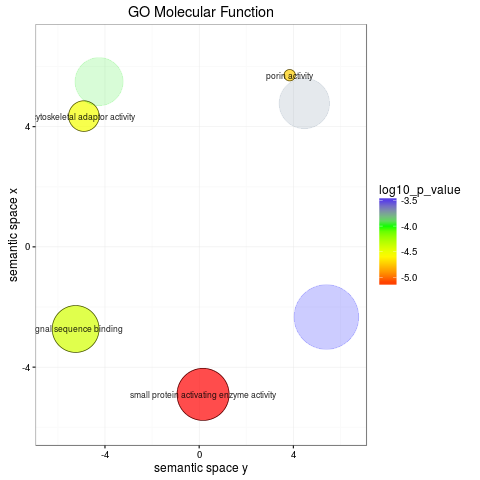 GO Molecular Function
porin activity
ytoskeletal adaptor activity
gnal sequence binding
small protein activating enzyme activity
4
0
-4
-4
0
4
semantic space x
semantic space y
log10_p_value
-3.5
-4.0
-4.5
-5.0